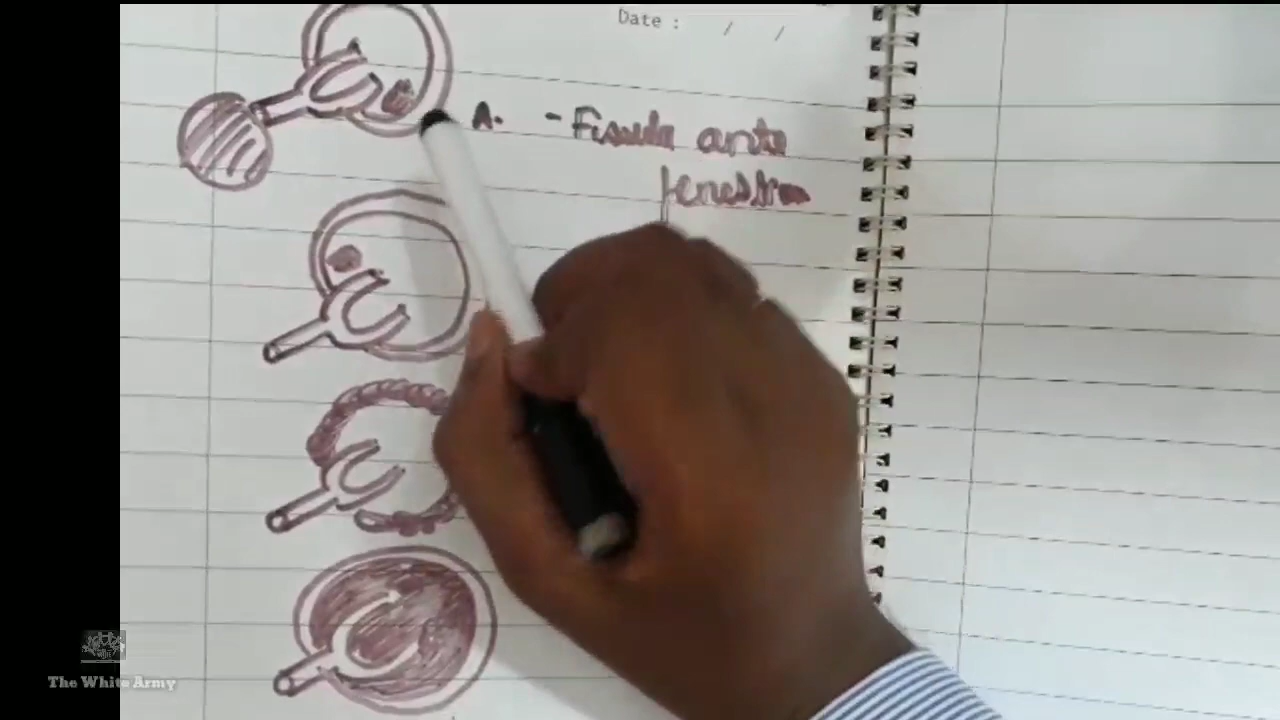 Date : / /
A. - Fissula ante
fenestram
The White Army